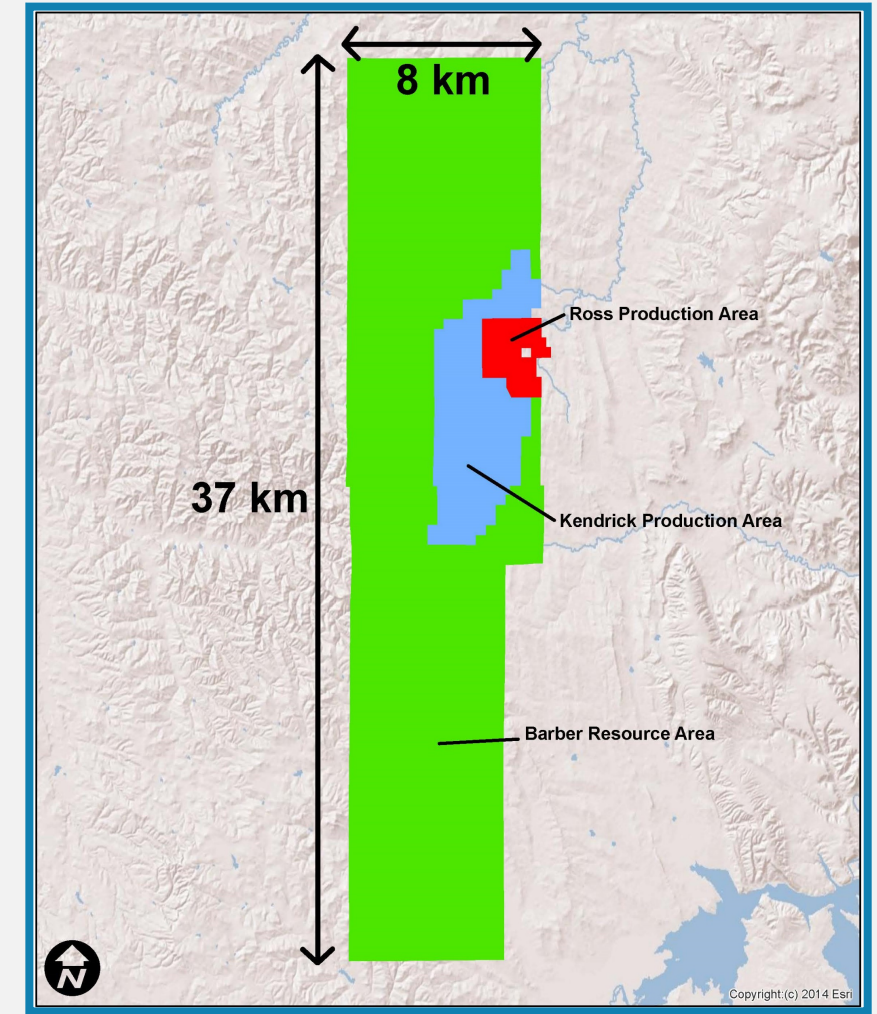 8 km
Ross Production Area
37 km
Kendrick Production Area
Barber Resource Area
N
Copyright:(c) 2014 Esri